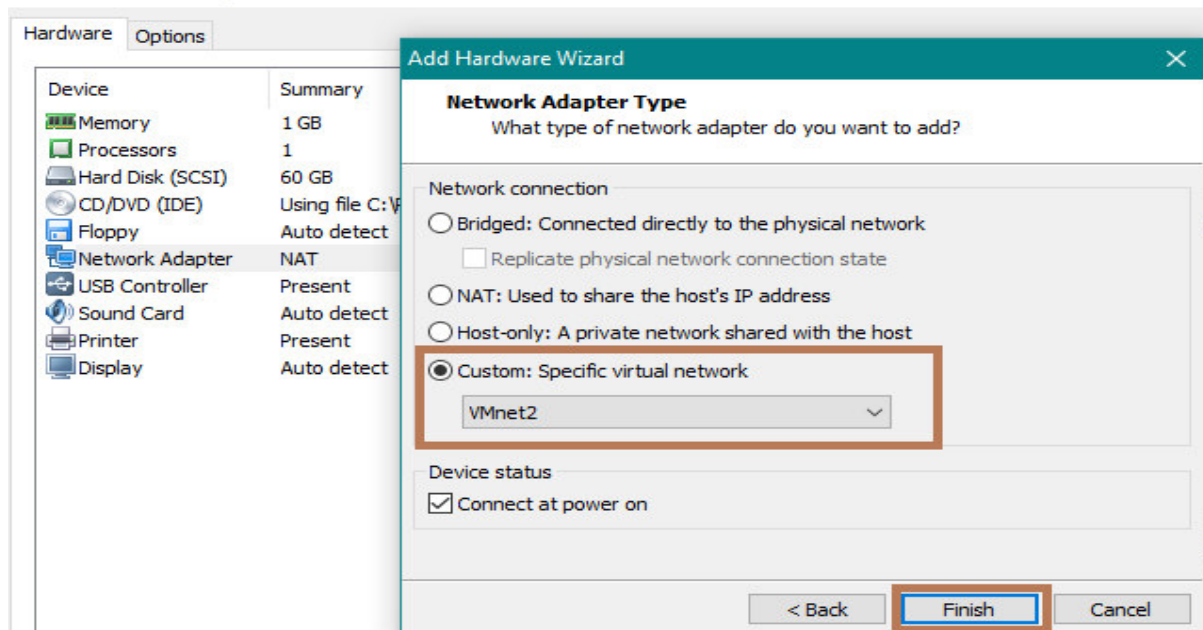 Hardware Options
Device Summary
Memory 1 GB
Processors 1
Hard Disk (SCSI) 60 GB
CD/DVD (IDE) Using file C:\
Floppy Auto detect
Network Adapter NAT
USB Controller Present
Sound Card Auto detect
Printer Present
Display Auto detect
Add Hardware Wizard
Network Adapter Type
What type of network adapter do you want to add?
Network connection
Bridged: Connected directly to the physical network
Replicate physical network connection state
NAT: Used to share the host's IP address
Host-only: A private network shared with the host
Custom: Specific virtual network
VMnet2
Device status
Connect at power on
< Back Finish Cancel